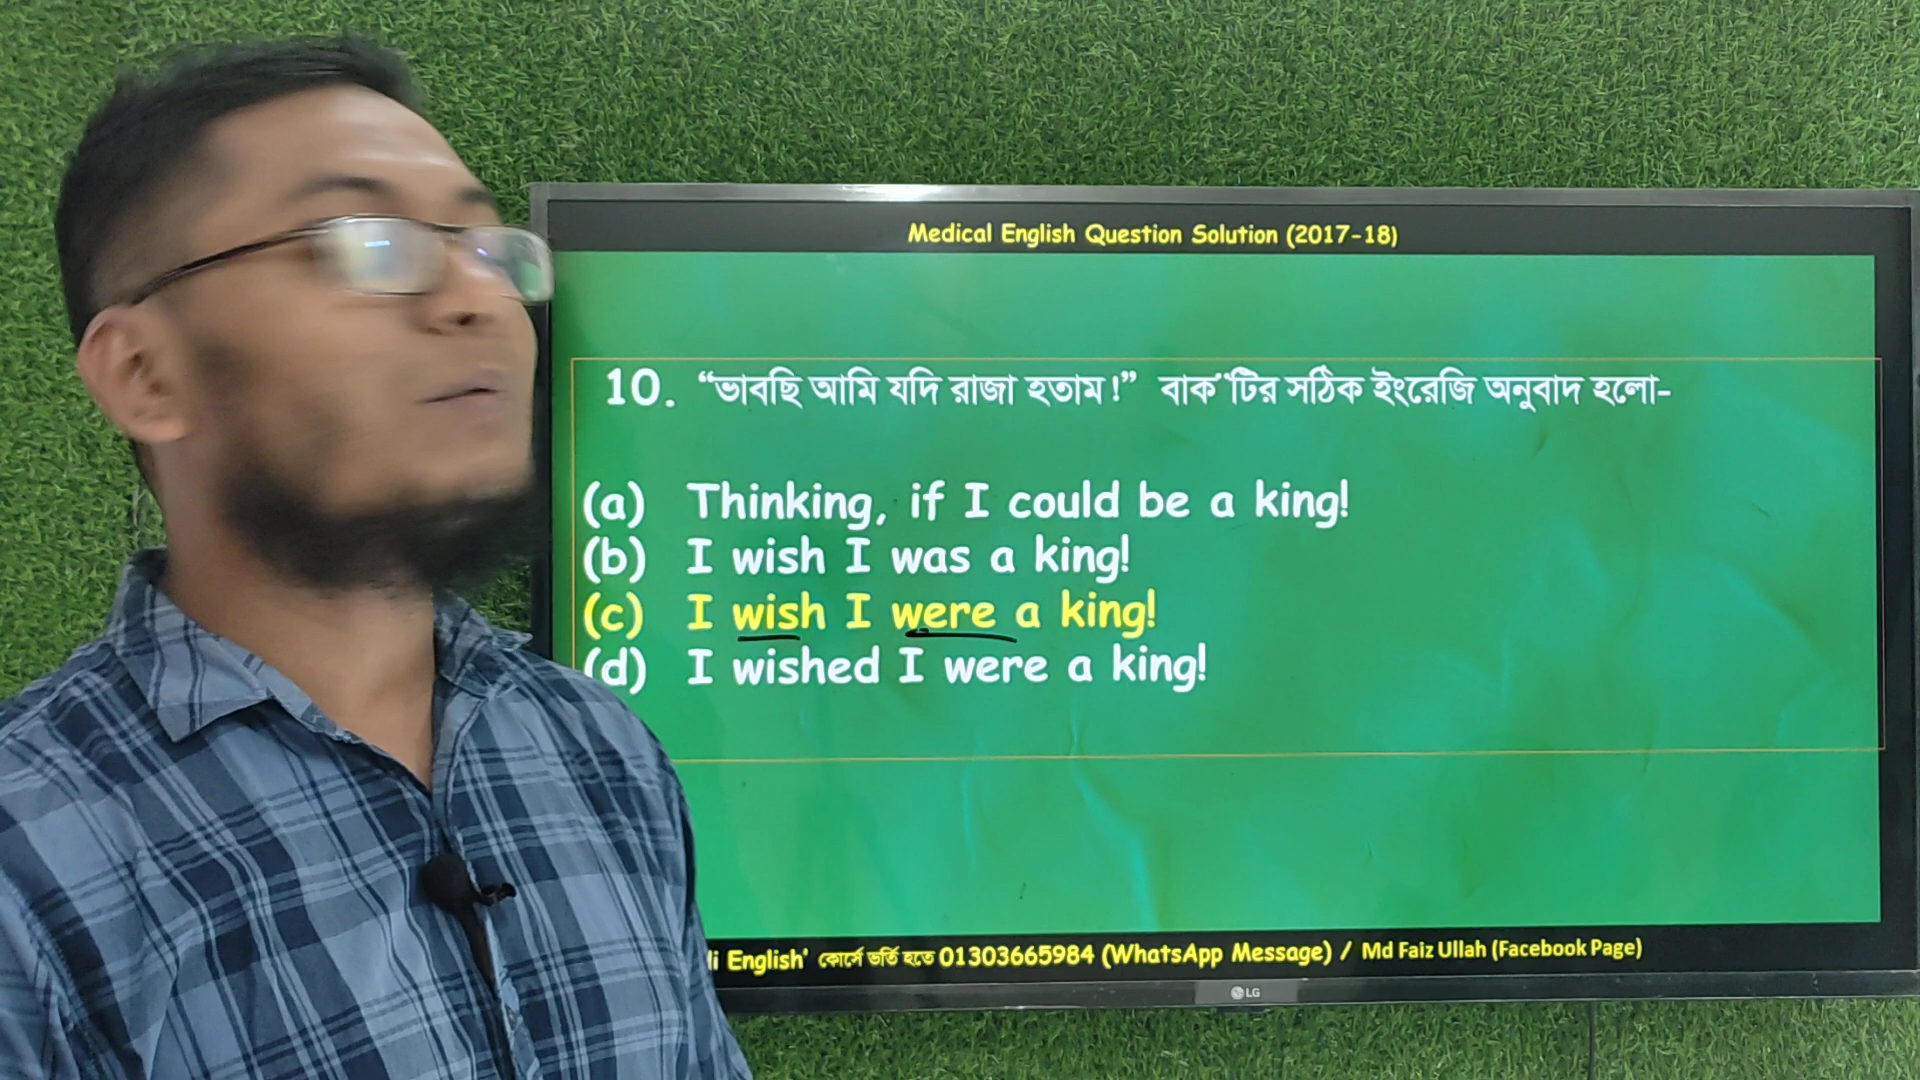 Medical English Question Solution (2017-18)
10. “ভাবছি আমি যদি রাজা হতাম !” বাক টির সঠিক ইংরেজি অনুবাদ হলো-
(a) Thinking, if I could be a king!
(b) I wish I was a king!
(c) I wish I were a king!
(d) I wished I were a king!
li English' কোর্সে ভর্তি হতে 01303665984 (WhatsApp Message) / Md Faiz Ullah (Facebook Page)
LG